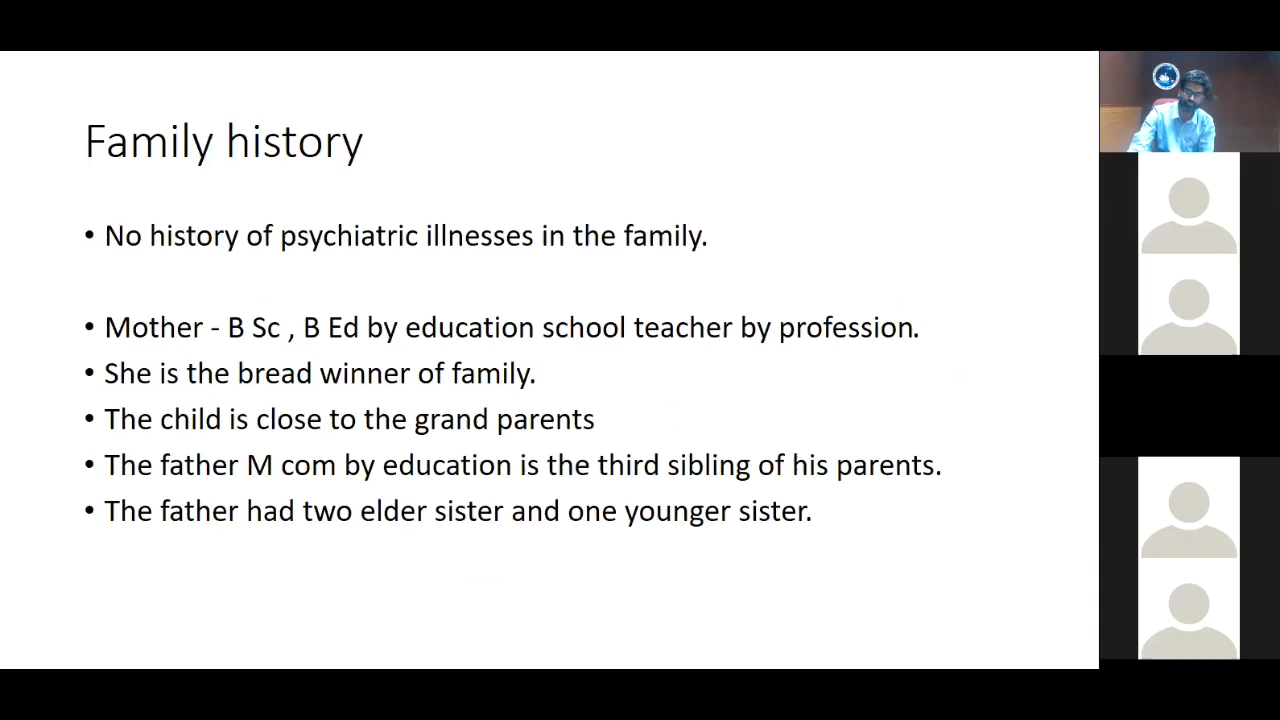 Family history
• No history of psychiatric illnesses in the family.
• Mother - B Sc , B Ed by education school teacher by profession.
• She is the bread winner of family.
• The child is close to the grand parents
• The father M com by education is the third sibling of his parents.
• The father had two elder sister and one younger sister.